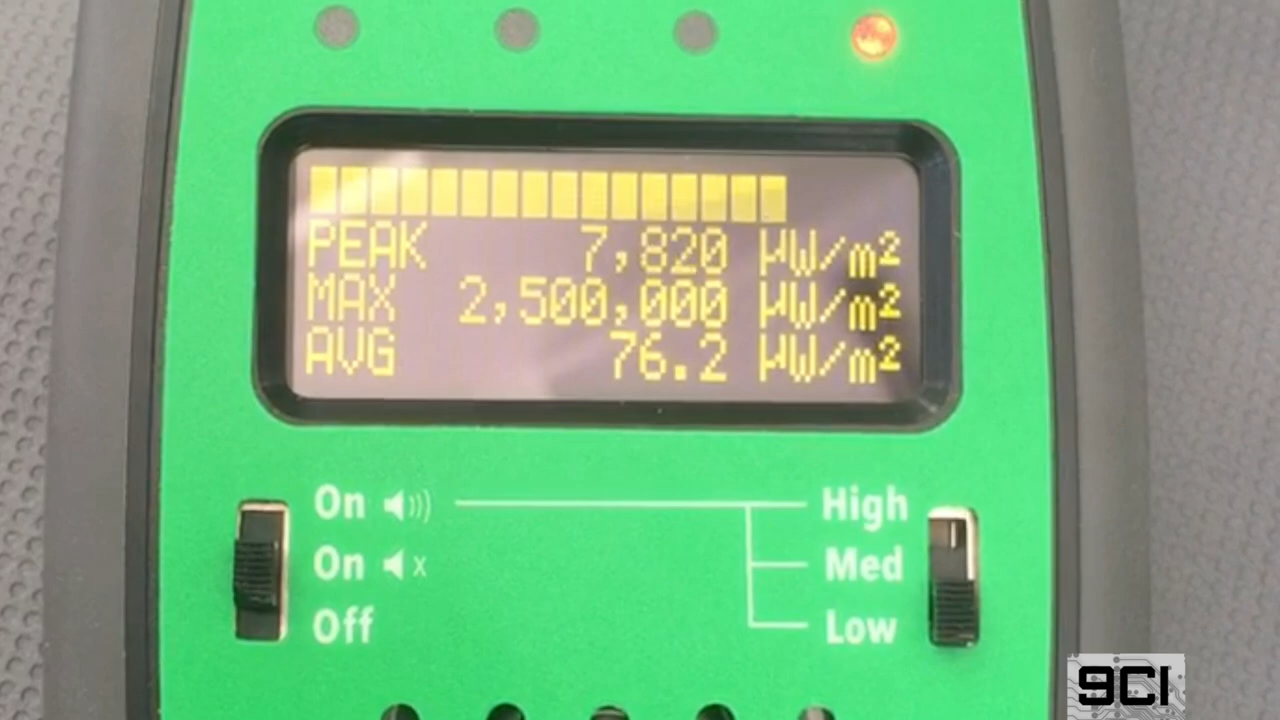 PEAK 7,820 μW/m²
MAX 2,500,000 μW/m²
AVG 76.2 μW/m²
On High
On x Med
Off Low
9CI